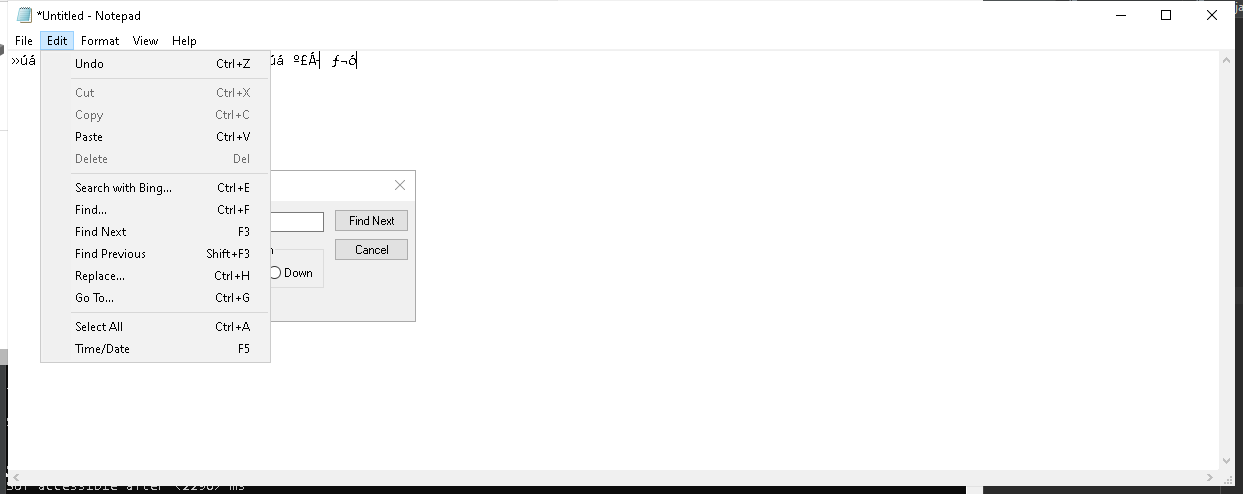 *Untitled - Notepad
File Edit Format View Help
»úá úá º£Á┤ ƒ¬ó
Undo Ctrl+Z
Cut Ctrl+X
Copy Ctrl+C
Paste Ctrl+V
Delete Del
Search with Bing... Ctrl+E
Find... Ctrl+F
Find Next F3
Find Previous Shift+F3
Replace... Ctrl+H
Go To... Ctrl+G
Select All Ctrl+A
Time/Date F5
Find Next
Cancel
Down
accessible after ms